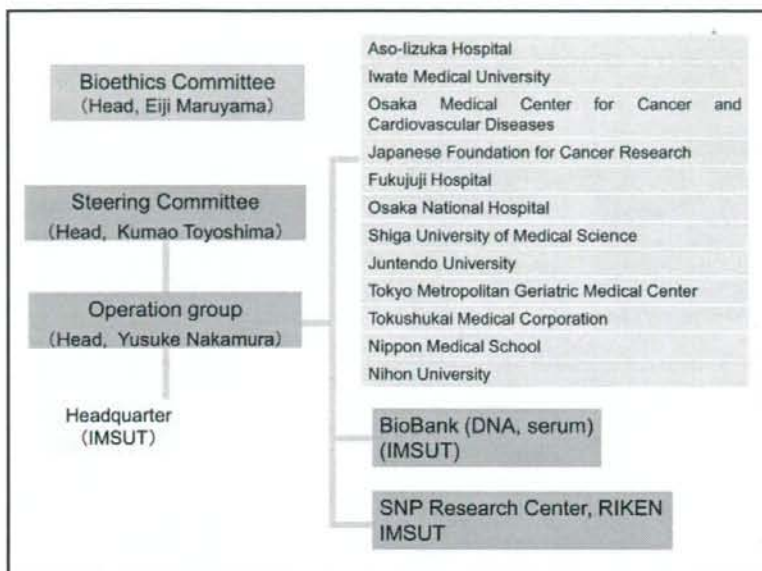 Bioethics Committee
(Head, Eiji Maruyama)
Steering Committee
(Head, Kumao Toyoshima)
Operation group
(Head, Yusuke Nakamura)
Headquarter
(IMSUT)
Aso-Iizuka Hospital
Iwate Medical University
Osaka Medical Center for Cancer and
Cardiovascular Diseases
Japanese Foundation for Cancer Research
Fukujuji Hospital
Osaka National Hospital
Shiga University of Medical Science
Juntendo University
Tokyo Metropolitan Geriatric Medical Center
Tokushukai Medical Corporation
Nippon Medical School
Nihon University
BioBank (DNA, serum)
(IMSUT)
SNP Research Center, RIKEN
IMSUT